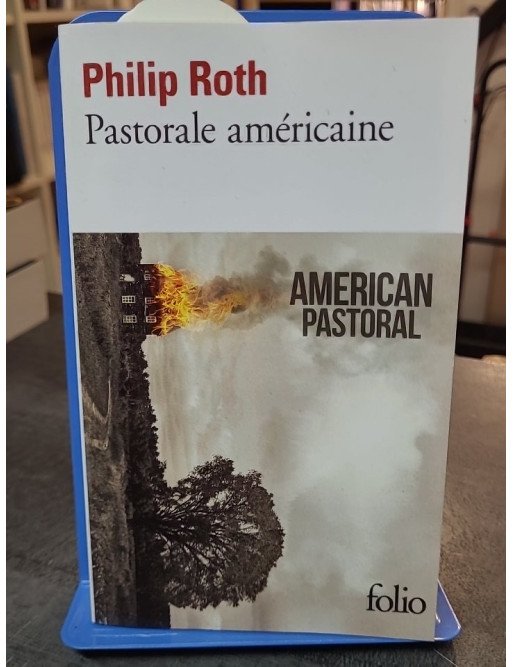 Philip Roth
Pastorale américaine
AMERICAN
PASTORAL
folio